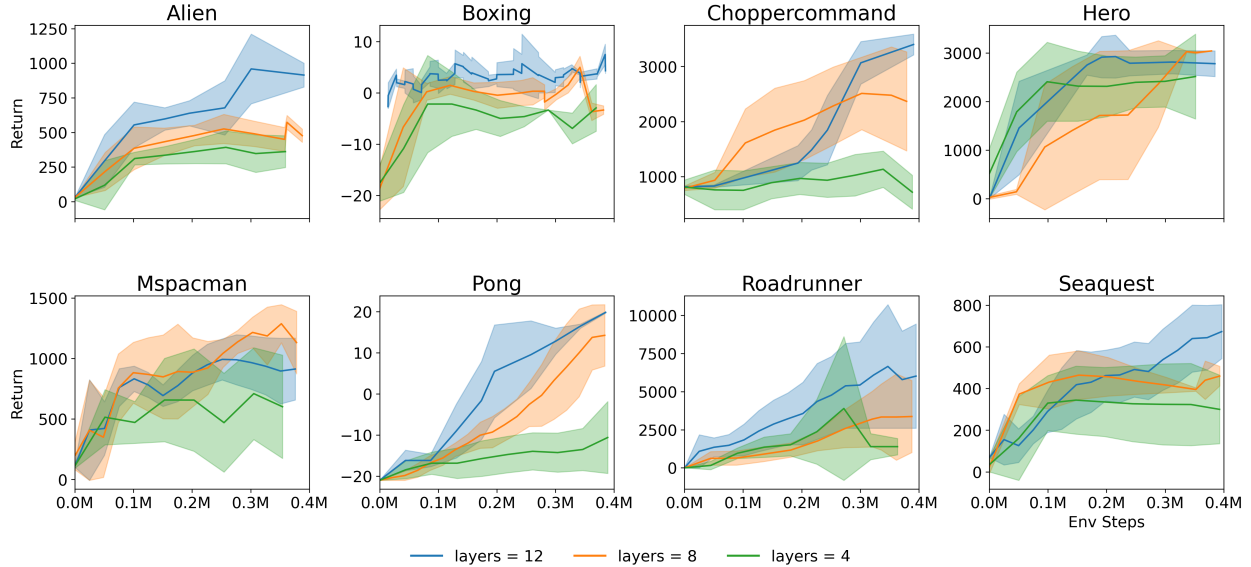 Alien
Boxing
Choppercommand
Hero
Return
1250
1000
750
500
250
0
10
0
−10
−20
3000
2000
1000
3000
2000
1000
0
Mspacman
Pong
Roadrunner
Seaquest
Return
1500
1000
500
0
20
10
0
−10
−20
10000
7500
5000
2500
0
800
600
400
200
0
0.0M 0.1M 0.2M 0.3M 0.4M
0.0M 0.1M 0.2M 0.3M 0.4M
0.0M 0.1M 0.2M 0.3M 0.4M
0.0M 0.1M 0.2M 0.3M 0.4M
Env Steps
layers = 12 layers = 8 layers = 4